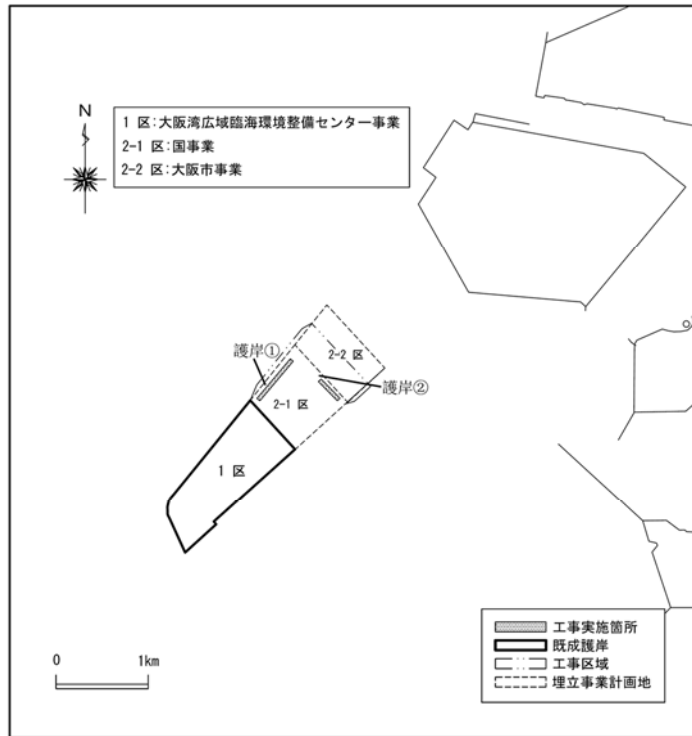 N
1 区：大阪湾広域臨海環境整備センター事業
2-1 区：国事業
2-2 区：大阪市事業
護岸①
2-2 区
護岸②
2-1 区
1 区
0 1km
工事実施箇所
既成護岸
工事区域
埋立事業計画地